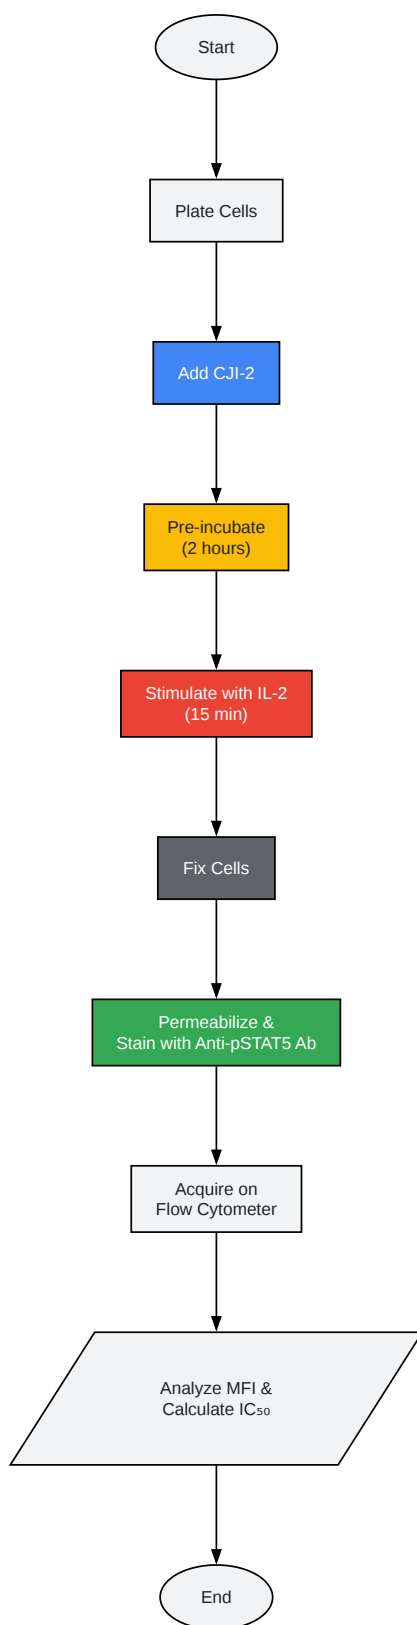 Start
Plate Cells
Add CJI-2
Pre-incubate
(2 hours)
Stimulate with IL-2
(15 min)
Fix Cells
Permeabilize &
Stain with Anti-pSTAT5 Ab
Acquire on
Flow Cytometer
Analyze MFI &
Calculate IC₅₀
End